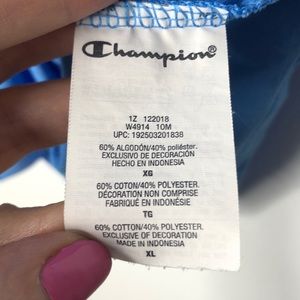 Champion®
1Z 122018
W4914 10M
UPC: 192503201838
60% ALGODÓN/40% poliéster.
EXCLUSIVO DE DECORACIÓN
HECHO EN INDONESIA
XG
60% COTON/40% POLYESTER.
DÉCORATION NON COMPRISE
FABRIQUÉ EN INDONÉSIE
TG
60% COTTON/40% POLYESTER
EXCLUSIVE OF DECORATION
MADE IN INDONESIA
XL